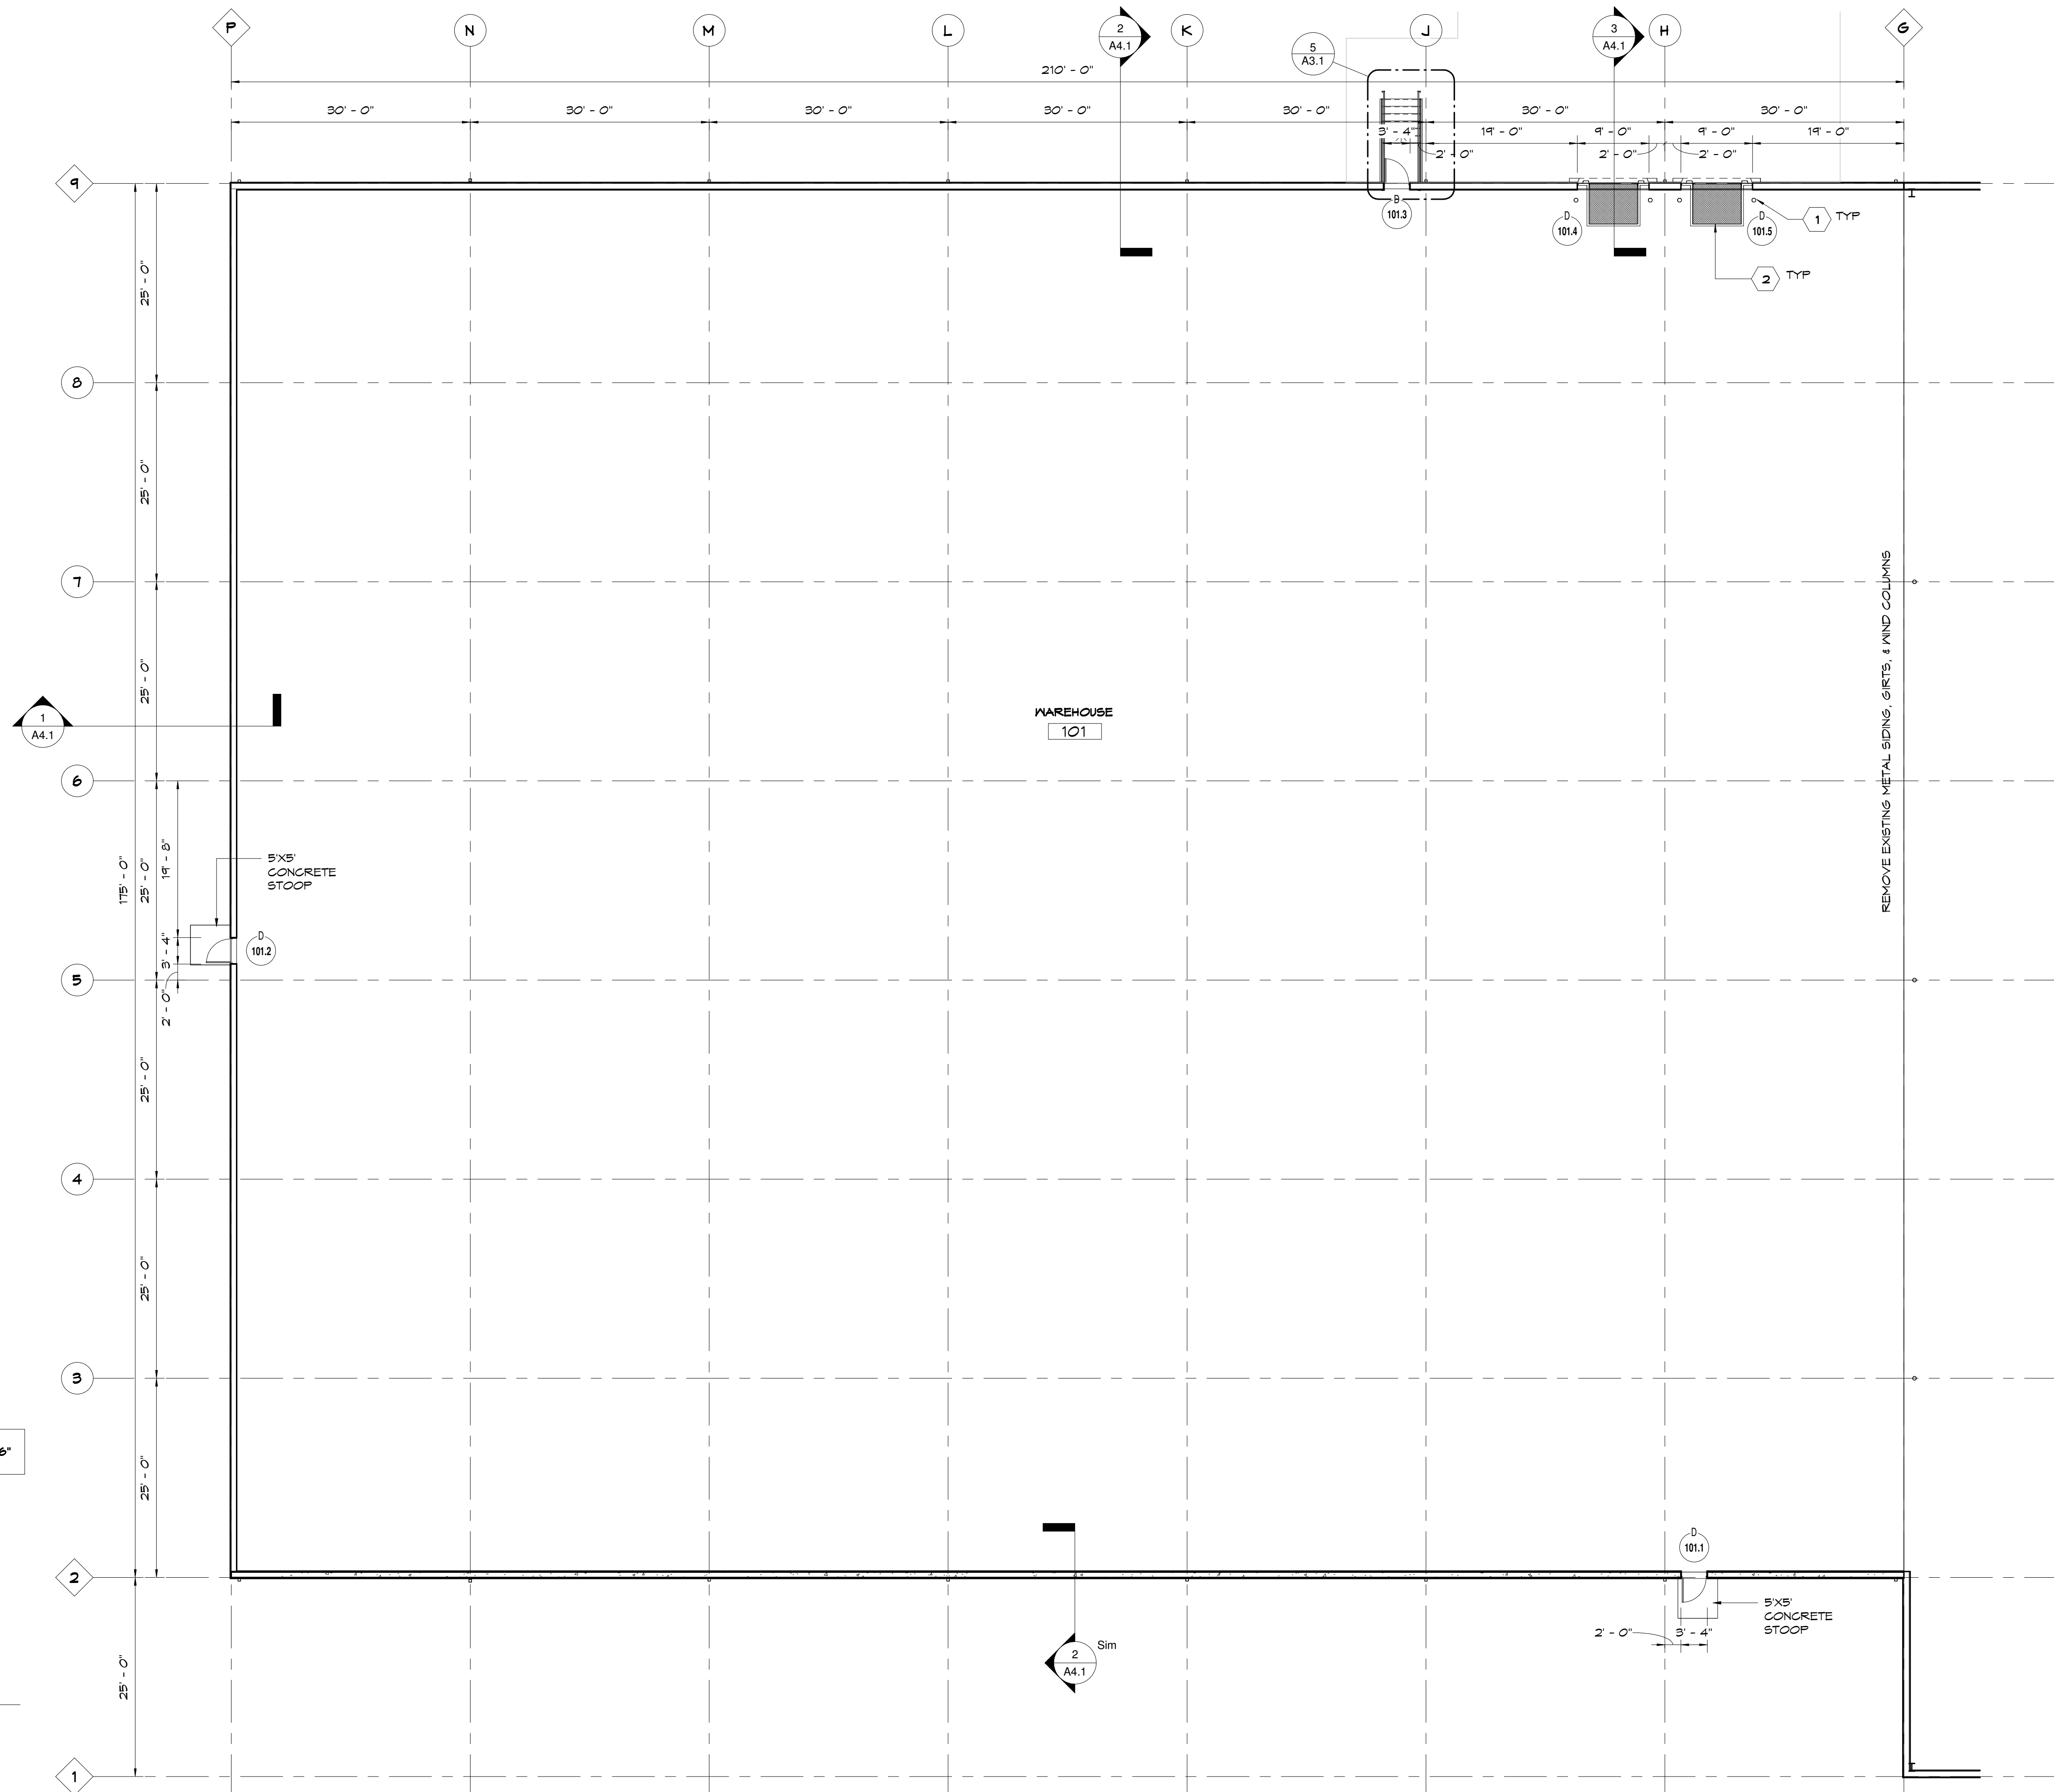 P
N
M
L
2
A4.1
K
5
A3.1
J
3
A4.1
H
G
210' - 0"
30' - 0"
30' - 0"
30' - 0"
30' - 0"
30' - 0"
30' - 0"
30' - 0"
3' - 4"
19' - 0"
9' - 0"
9' - 0"
19' - 0"
2' - 0"
2' - 0"
2' - 0"
9
D
101.3
D
101.4
D
101.5
1
TYP
2
TYP
25' - 0"
8
25' - 0"
7
25' - 0"
REMOVE EXISTING METAL SIDING, GIRTS, & WIND COLUMNS
1
A4.1
WAREHOUSE
101
6
175' - 0"
25' - 0"
19' - 8"
5'X5'
CONCRETE
STOOP
D
101.2
3' - 4"
5
2' - 0"
25' - 0"
4
25' - 0"
3
6"
25' - 0"
D
101.1
2
5'X5'
CONCRETE
STOOP
2' - 0"
3' - 4"
Sim
2
A4.1
25' - 0"
1